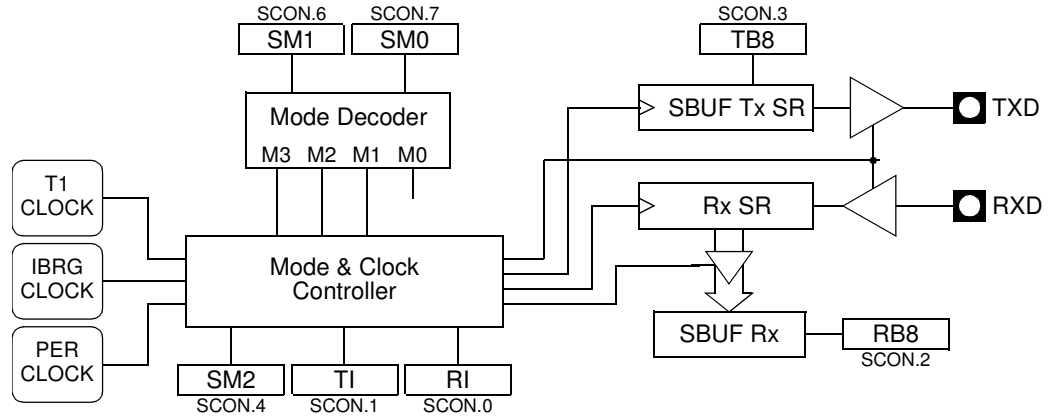 SCON.6
SCON.7
SCON.3
SM1
SM0
TB8
Mode Decoder
SBUF Tx SR
TXD
M3 M2 M1 M0
T1
CLOCK
Rx SR
RXD
IBRG
CLOCK
Mode & Clock
Controller
PER
CLOCK
SBUF Rx
RB8
SCON.2
SM2
TI
RI
SCON.4
SCON.1
SCON.0